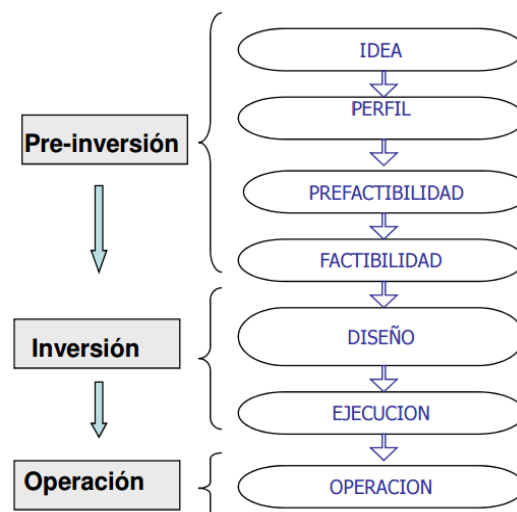 IDEA
PERFIL
Pre-inversión
PREFACTIBILIDAD
FACTIBILIDAD
Inversión
DISEÑO
EJECUCION
Operación
OPERACION